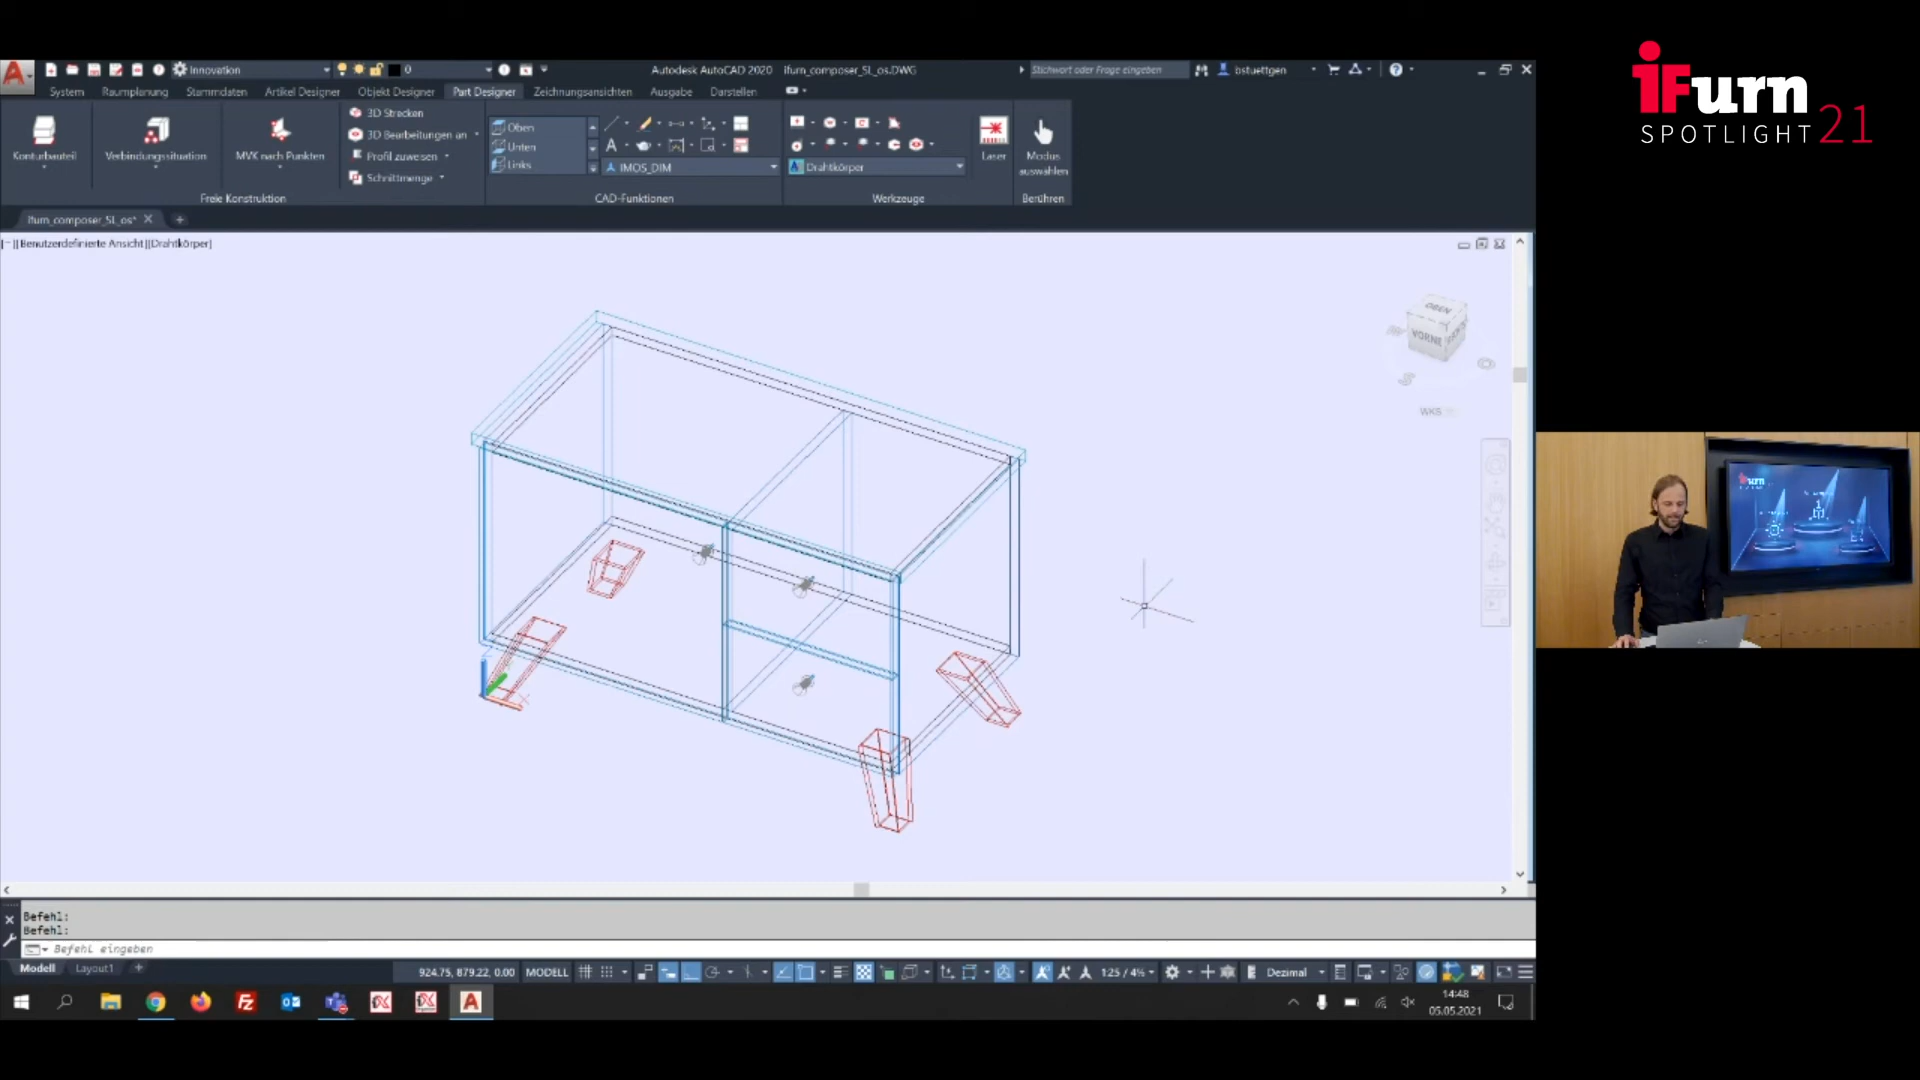 iFurn
SPOTLIGHT 21
Innovation
0
Autodesk AutoCAD 2020 ifurn_composer_SL_os.DWG
Stichwort oder Frage eingeben
bstuettgen
System Raumplanung Stammdaten Artikel Designer Objekt Designer Part Designer Zeichnungsansichten Ausgabe Darstellen
Konturbauteil
Verbindungssituation
MVK nach Punkten
3D Strecken
3D Bearbeitungen an
Profil zuweisen
Schnittmenge
Freie Konstruktion
Oben
Unten
Links
IMOS_DIM
CAD-Funktionen
Drahtkörper
Werkzeuge
Laser
Modus
auswählen
Berühren
ifurn_composer_SL_os*
[−][Benutzerdefinierte Ansicht][Drahtkörper]
OBEN
VORNE
S
WKS
Befehl:
Befehl:
Befehl eingeben
Modell Layout1
924.75, 879.22, 0.00 MODELL
1:25 / 4%
Dezimal
14:48
05.05.2021